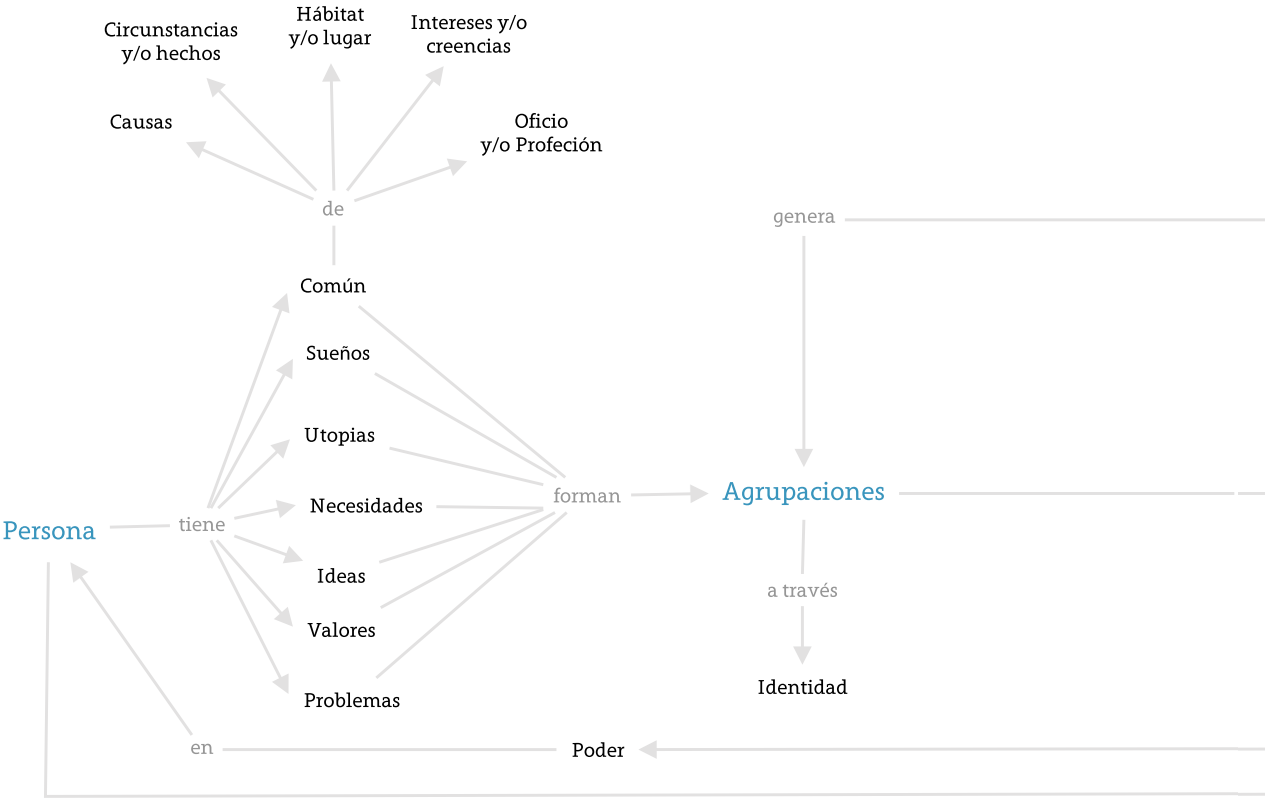 Circunstancias
y/o hechos
Hábitat
y/o lugar
Intereses y/o
creencias
Causas
Oficio
y/o Profeción
de
genera
Común
Sueños
Utopias
Necesidades
forman
Agrupaciones
Persona
tiene
Ideas
a través
Valores
Identidad
Problemas
en
Poder